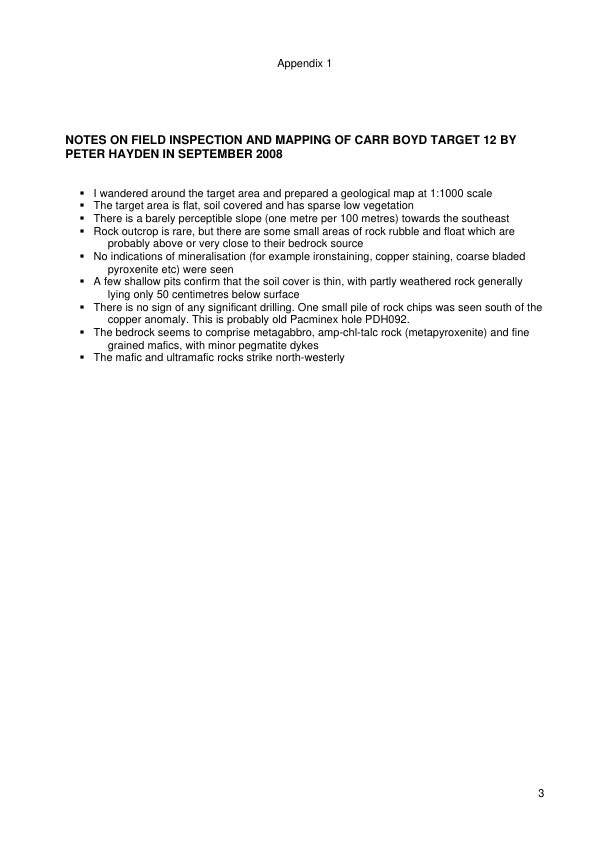 Appendix 1
NOTES ON FIELD INSPECTION AND MAPPING OF CARR BOYD TARGET 12 BY
PETER HAYDEN IN SEPTEMBER 2008
▪ I wandered around the target area and prepared a geological map at 1:1000 scale
▪ The target area is flat, soil covered and has sparse low vegetation
▪ There is a barely perceptible slope (one metre per 100 metres) towards the southeast
▪ Rock outcrop is rare, but there are some small areas of rock rubble and float which are
probably above or very close to their bedrock source
▪ No indications of mineralisation (for example ironstaining, copper staining, coarse bladed
pyroxenite etc) were seen
▪ A few shallow pits confirm that the soil cover is thin, with partly weathered rock generally
lying only 50 centimetres below surface
▪ There is no sign of any significant drilling. One small pile of rock chips was seen south of the
copper anomaly. This is probably old Pacminex hole PDH092.
▪ The bedrock seems to comprise metagabbro, amp-chl-talc rock (metapyroxenite) and fine
grained mafics, with minor pegmatite dykes
▪ The mafic and ultramafic rocks strike north-westerly
3